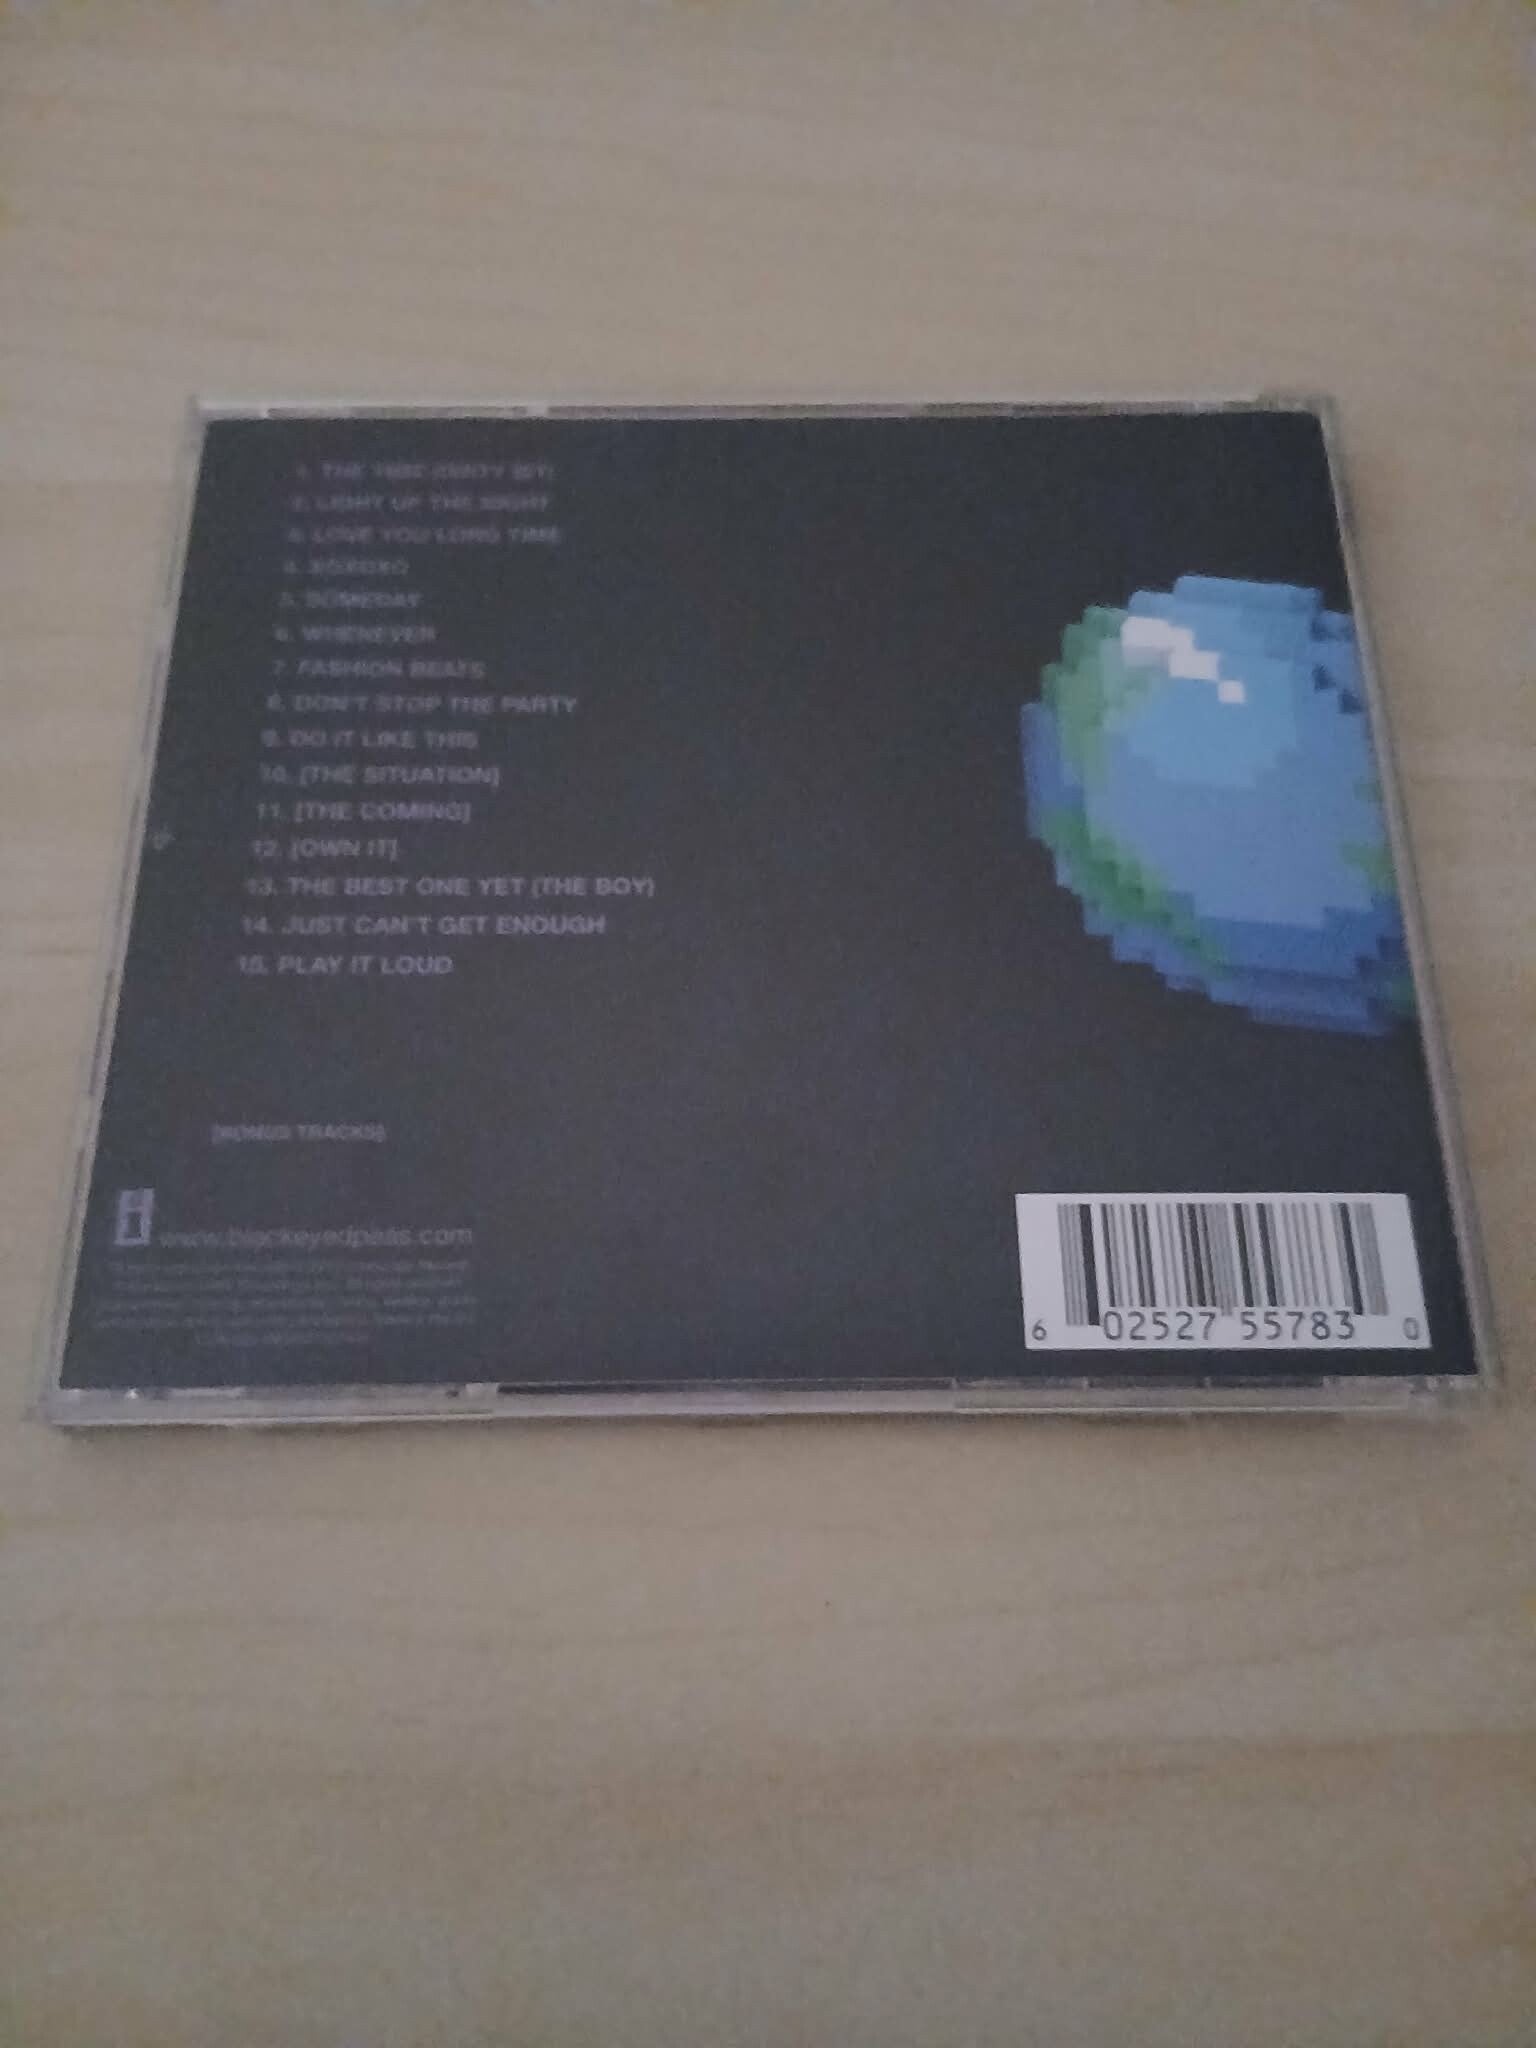 1. THE TIME (DIRTY BIT)
2. LIGHT UP THE NIGHT
3. LOVE YOU LONG TIME
4. XOXOXO
5. SOMEDAY
6. WHENEVER
7. FASHION BEATS
8. DON'T STOP THE PARTY
9. DO IT LIKE THIS
10. [THE SITUATION]
11. [THE COMING]
12. [OWN IT]
13. THE BEST ONE YET (THE BOY)
14. JUST CAN'T GET ENOUGH
15. PLAY IT LOUD
[BONUS TRACKS]
www.blackeyedpeas.com
6 02527 55783 0